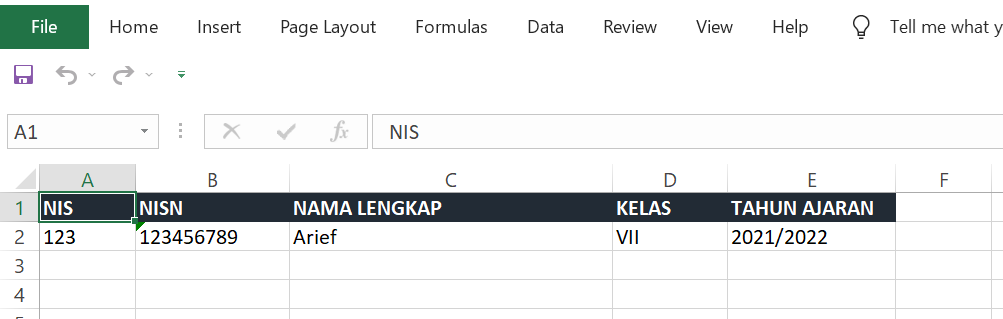 File Home Insert Page Layout Formulas Data Review View Help Tell me what y
A1 fx NIS
A B C D E F
1 NIS NISN NAMA LENGKAP KELAS TAHUN AJARAN
2 123 123456789 Arief VII 2021/2022
3
4